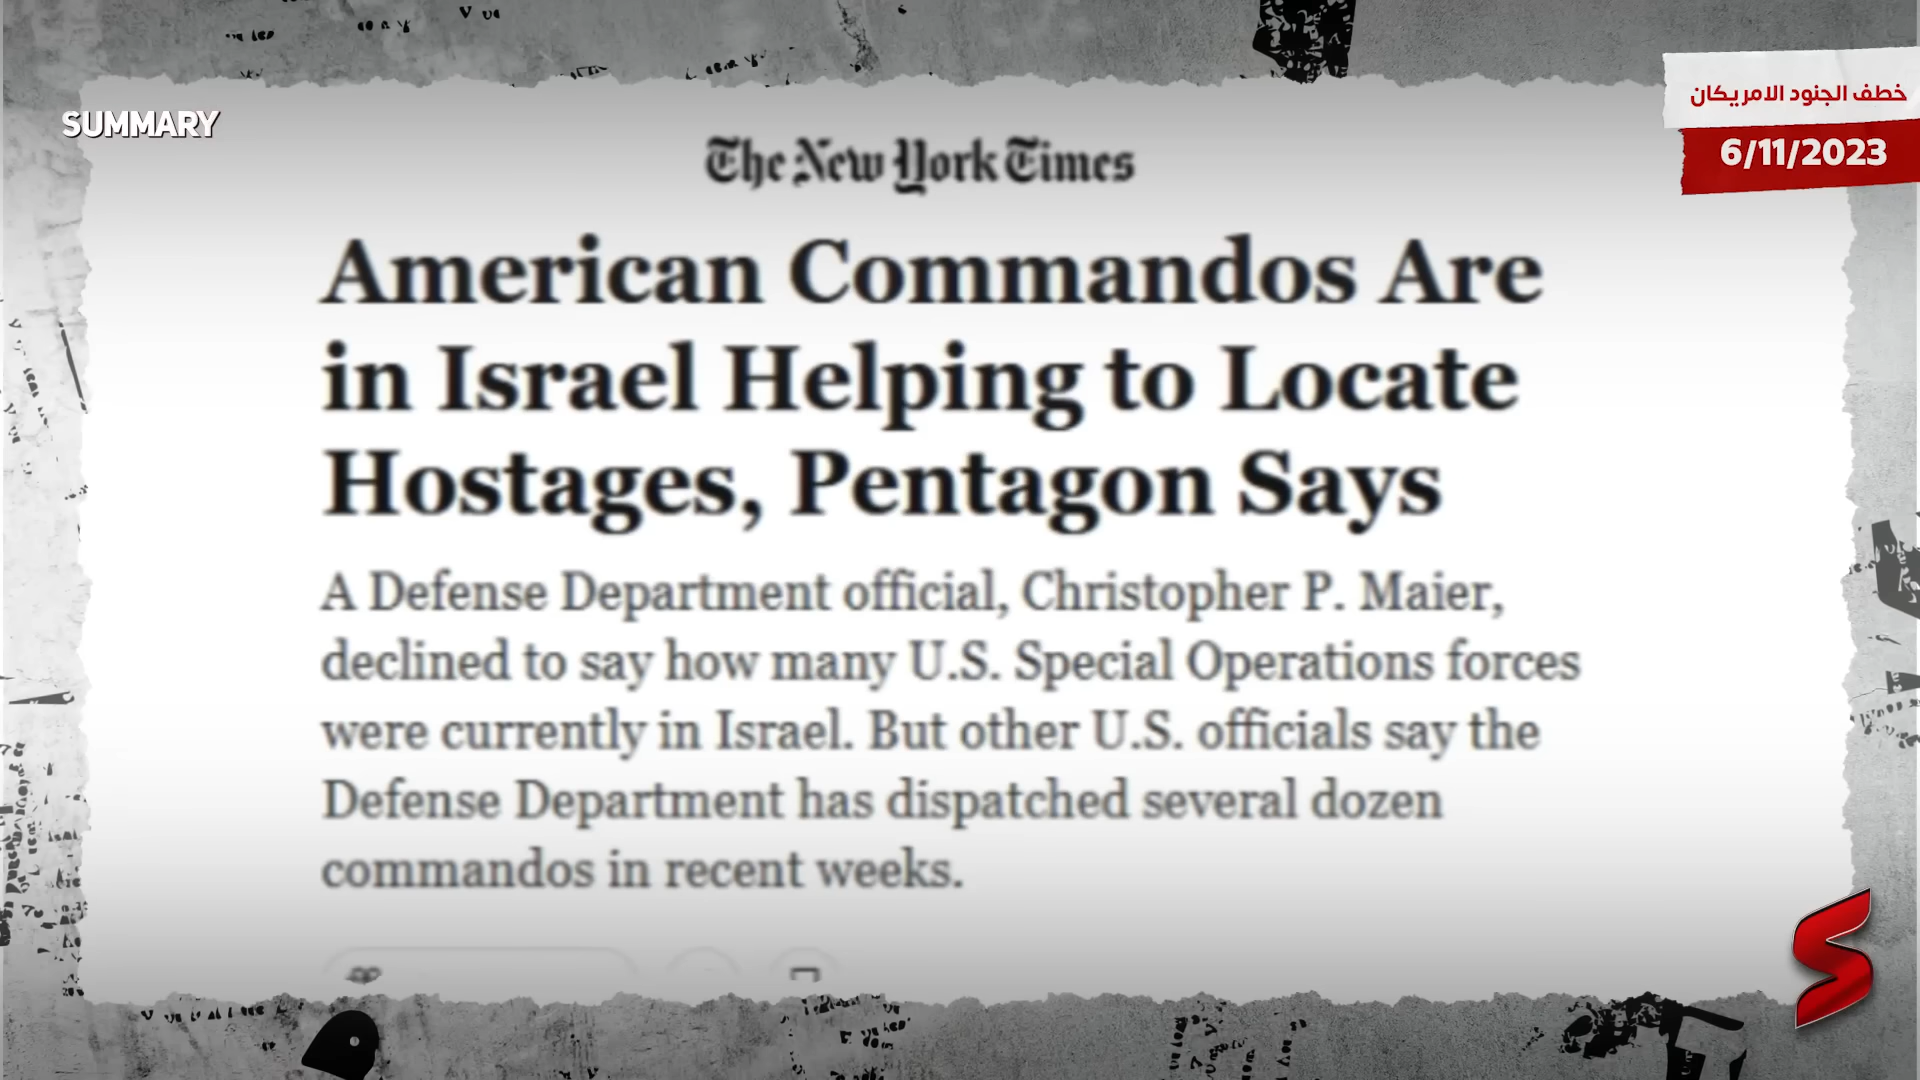 SUMMARY
خطف الجنود الامريكان
6/11/2023
The New York Times
American Commandos Are
in Israel Helping to Locate
Hostages, Pentagon Says
A Defense Department official, Christopher P. Maier,
declined to say how many U.S. Special Operations forces
were currently in Israel. But other U.S. officials say the
Defense Department has dispatched several dozen
commandos in recent weeks.